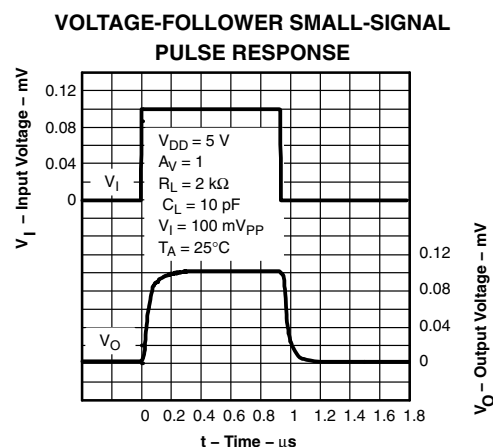 VOLTAGE-FOLLOWER SMALL-SIGNAL
PULSE RESPONSE
V_I – Input Voltage – mV
0.12
0.08
0.04
0
V_I
V_DD = 5 V
A_V = 1
R_L = 2 kΩ
C_L = 10 pF
V_I = 100 mV_PP
T_A = 25°C
V_O
0.12
0.08
0.04
0
V_O – Output Voltage – mV
0 0.2 0.4 0.6 0.8 1 1.2 1.4 1.6 1.8
t – Time – μs